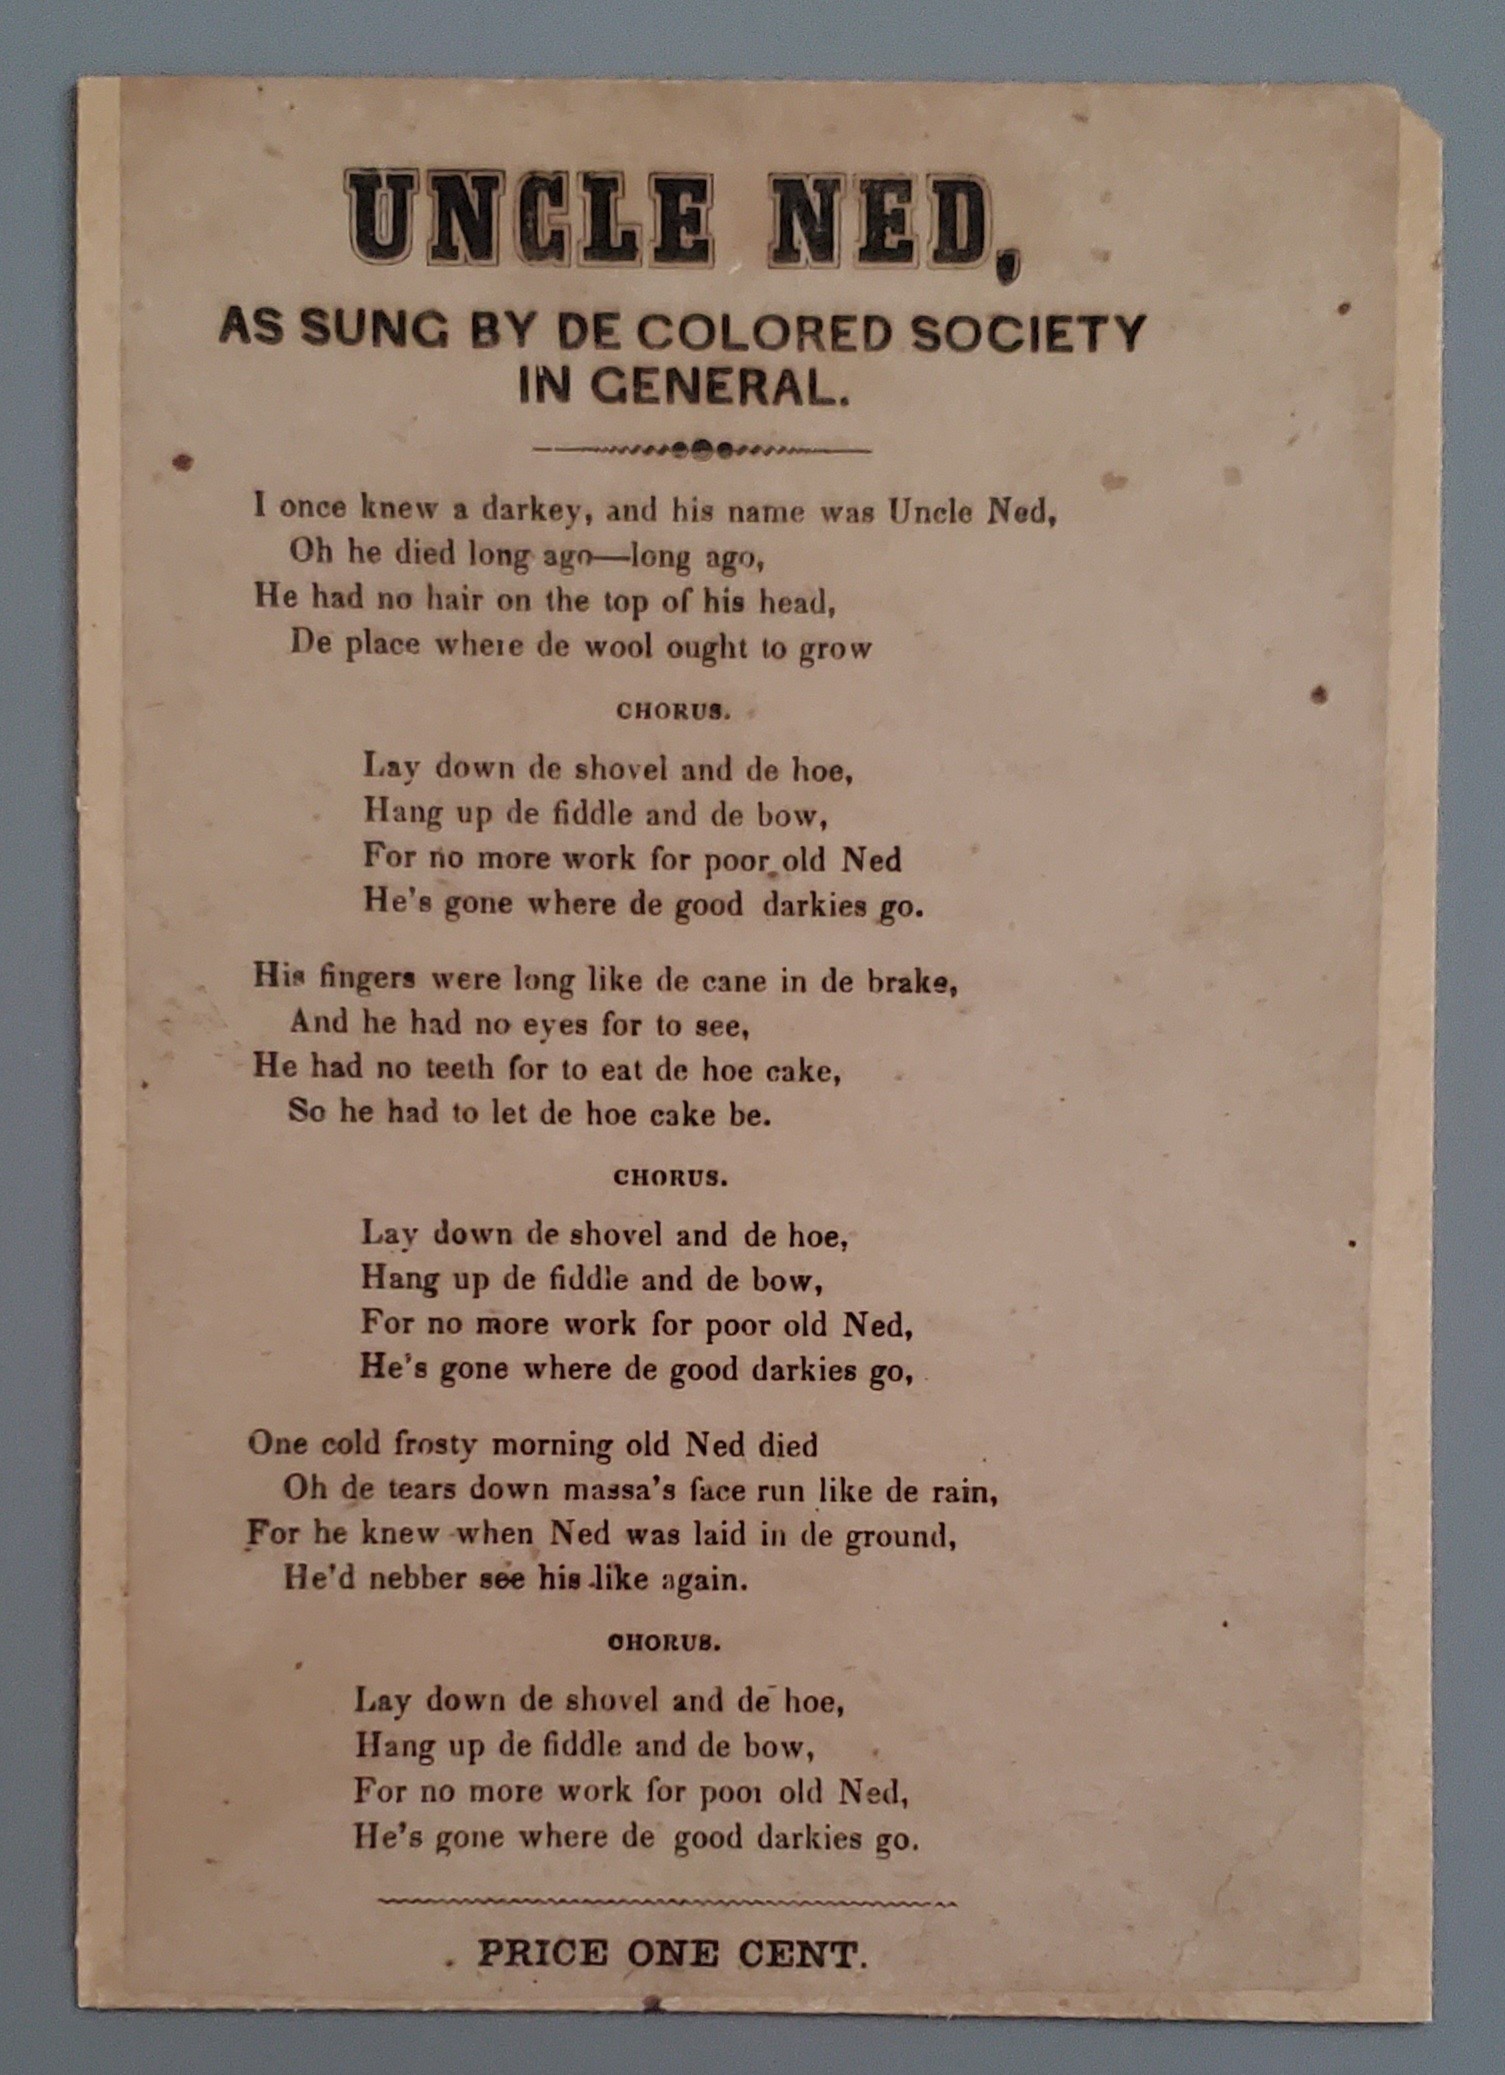 UNCLE NED,
AS SUNG BY DE COLORED SOCIETY
IN GENERAL.
I once knew a darkey, and his name was Uncle Ned,
Oh he died long ago—long ago,
He had no hair on the top of his head,
De place where de wool ought to grow
CHORUS.
Lay down de shovel and de hoe,
Hang up de fiddle and de bow,
For no more work for poor old Ned
He's gone where de good darkies go.
His fingers were long like de cane in de brake,
And he had no eyes for to see,
He had no teeth for to eat de hoe cake,
So he had to let de hoe cake be.
CHORUS.
Lay down de shovel and de hoe,
Hang up de fiddle and de bow,
For no more work for poor old Ned,
He's gone where de good darkies go,
One cold frosty morning old Ned died
Oh de tears down massa's face run like de rain,
For he knew when Ned was laid in de ground,
He'd nebber see his like again.
CHORUS.
Lay down de shovel and de hoe,
Hang up de fiddle and de bow,
For no more work for poor old Ned,
He's gone where de good darkies go.
PRICE ONE CENT.